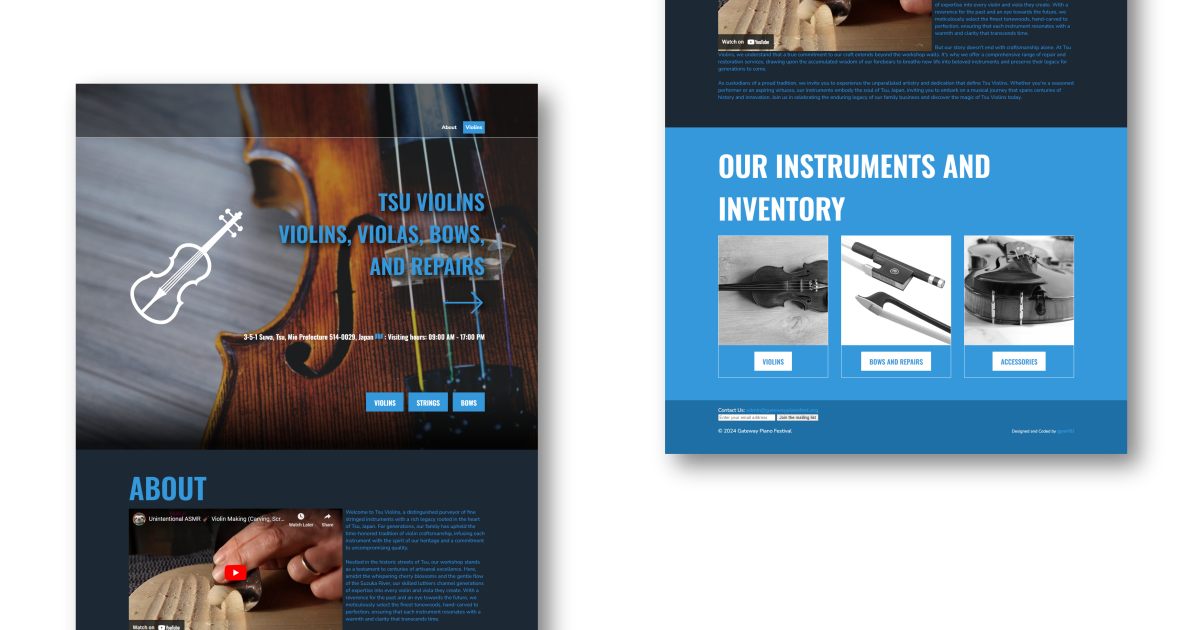 About Violins
TSU VIOLINS
VIOLINS, VIOLAS, BOWS,
AND REPAIRS
3-5-1 Suwa, Tsu, Mie Prefecture 514-0029, Japan : Visiting hours: 09:00 AM - 17:00 PM
VIOLINS STRINGS BOWS
ABOUT
Unintentional ASMR Violin Making (Carving, Scr...
Watch Later Share
Watch on YouTube
Welcome to Tsu Violins, a distinguished purveyor of fine
stringed instruments with a rich legacy rooted in the heart
of Tsu, Japan. For generations, our family has upheld the
time-honored tradition of violin craftsmanship, infusing each
instrument with the spirit of our heritage and a commitment
to uncompromising quality.
Nestled in the historic streets of Tsu, our workshop stands
as a testament to centuries of artisanal excellence. Here,
amidst the whispering cherry blossoms and the gentle flow
of the Suzuka River, our skilled luthiers channel generations
of expertise into every violin and viola they create. With a
reverence for the past and an eye towards the future, we
meticulously select the finest tonewoods, hand-carved to
perfection, ensuring that each instrument resonates with a
warmth and clarity that transcends time.
of expertise into every violin and viola they create. With a
reverence for the past and an eye towards the future, we
meticulously select the finest tonewoods, hand-carved to
perfection, ensuring that each instrument resonates with a
warmth and clarity that transcends time.
Watch on YouTube
But our story doesn't end with craftsmanship alone. At Tsu
Violins, we understand that a true commitment to our craft extends beyond the workshop walls. It's why we offer a comprehensive range of repair and
restoration services, drawing upon the accumulated wisdom of our forebears to breathe new life into beloved instruments and preserve their legacy for
generations to come.
As custodians of a proud tradition, we invite you to experience the unparalleled artistry and dedication that define Tsu Violins. Whether you're a seasoned
performer or an aspiring virtuoso, our instruments embody the soul of Tsu, Japan, inviting you to embark on a musical journey that spans centuries of
history and innovation. Join us in celebrating the enduring legacy of our family business and discover the magic of Tsu Violins today.
OUR INSTRUMENTS AND
INVENTORY
VIOLINS BOWS AND REPAIRS ACCESSORIES
Contact Us:
Enter your email address Join the mailing list
© 2024 Gateway Piano Festival
Designed and Coded by